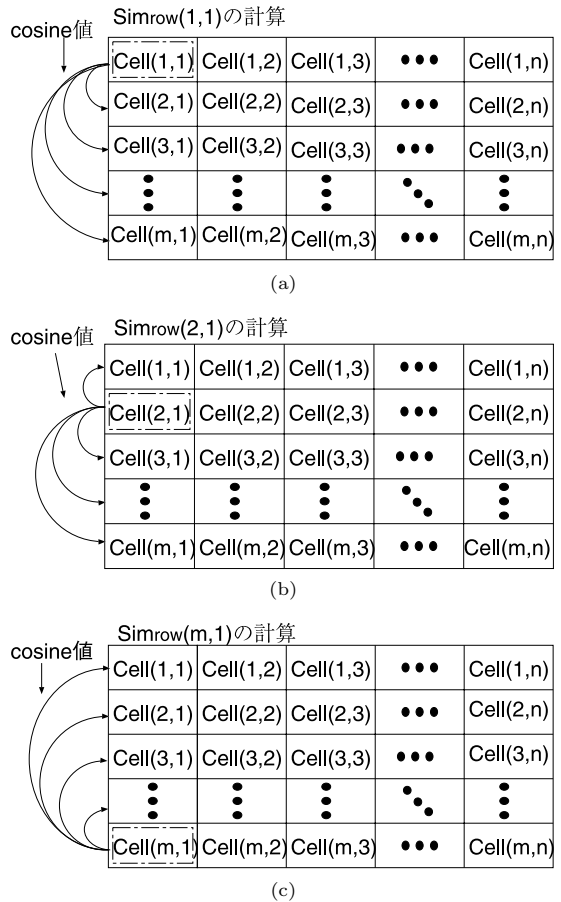 Simrow(1,1)の計算
cosine値
Cell(1,1) Cell(1,2) Cell(1,3) ••• Cell(1,n)
Cell(2,1) Cell(2,2) Cell(2,3) ••• Cell(2,n)
Cell(3,1) Cell(3,2) Cell(3,3) ••• Cell(3,n)
Cell(m,1) Cell(m,2) Cell(m,3) ••• Cell(m,n)
(a)
Simrow(2,1)の計算
cosine値
Cell(1,1) Cell(1,2) Cell(1,3) ••• Cell(1,n)
Cell(2,1) Cell(2,2) Cell(2,3) ••• Cell(2,n)
Cell(3,1) Cell(3,2) Cell(3,3) ••• Cell(3,n)
Cell(m,1) Cell(m,2) Cell(m,3) ••• Cell(m,n)
(b)
Simrow(m,1)の計算
cosine値
Cell(1,1) Cell(1,2) Cell(1,3) ••• Cell(1,n)
Cell(2,1) Cell(2,2) Cell(2,3) ••• Cell(2,n)
Cell(3,1) Cell(3,2) Cell(3,3) ••• Cell(3,n)
Cell(m,1) Cell(m,2) Cell(m,3) ••• Cell(m,n)
(c)